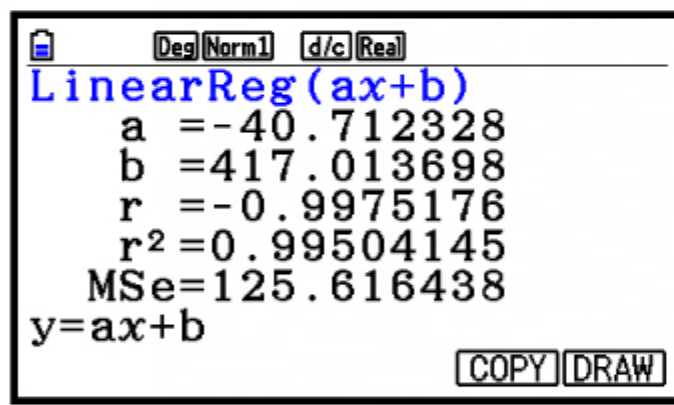 Deg Norm1 d/c Real
LinearReg(ax+b)
a =-40.712328
b =417.013698
r =-0.9975176
r²=0.99504145
MSe=125.616438
y=ax+b
COPY DRAW